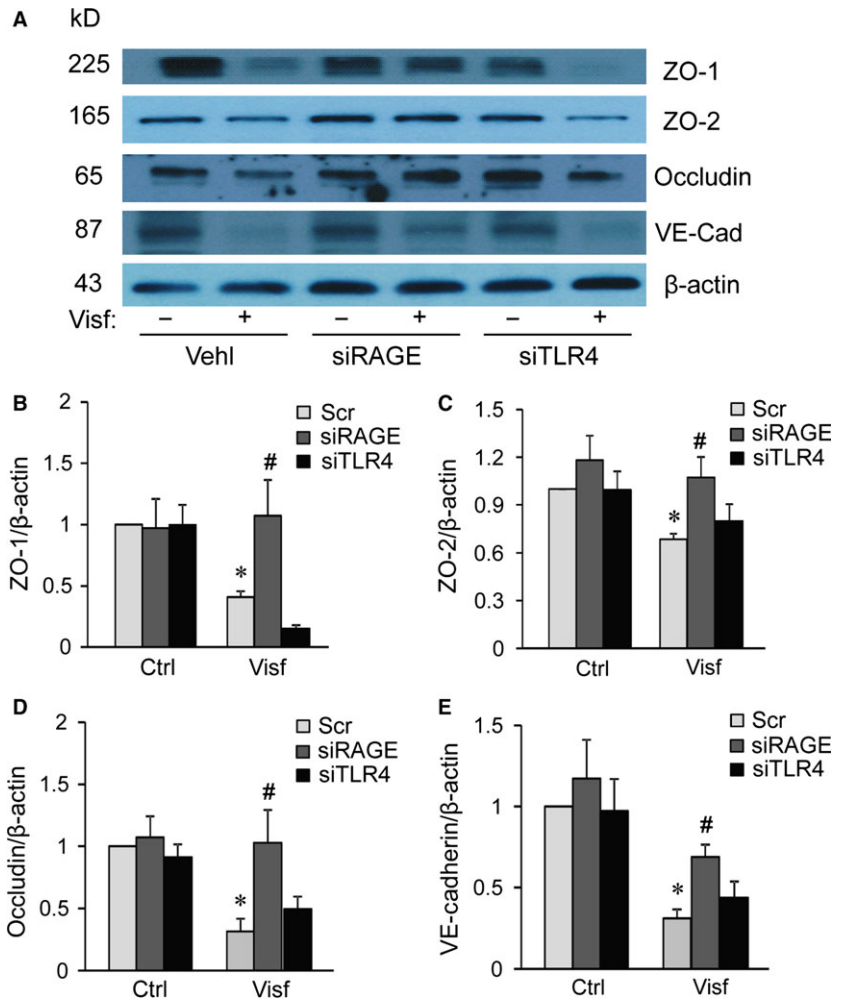 A kD
225 ZO-1
165 ZO-2
65 Occludin
87 VE-Cad
43 β-actin
Visf: – + – + – +
Vehl siRAGE siTLR4
B
2
1.5
1
0.5
0
ZO-1/β-actin
Scr
siRAGE
siTLR4
*
#
Ctrl Visf
C
1.5
1.2
0.9
0.6
0.3
0
ZO-2/β-actin
Scr
siRAGE
siTLR4
*
#
Ctrl Visf
D
2
1.5
1
0.5
0
Occludin/β-actin
Scr
siRAGE
siTLR4
*
#
Ctrl Visf
E
1.5
1
0.5
0
VE-cadherin/β-actin
Scr
siRAGE
siTLR4
*
#
Ctrl Visf